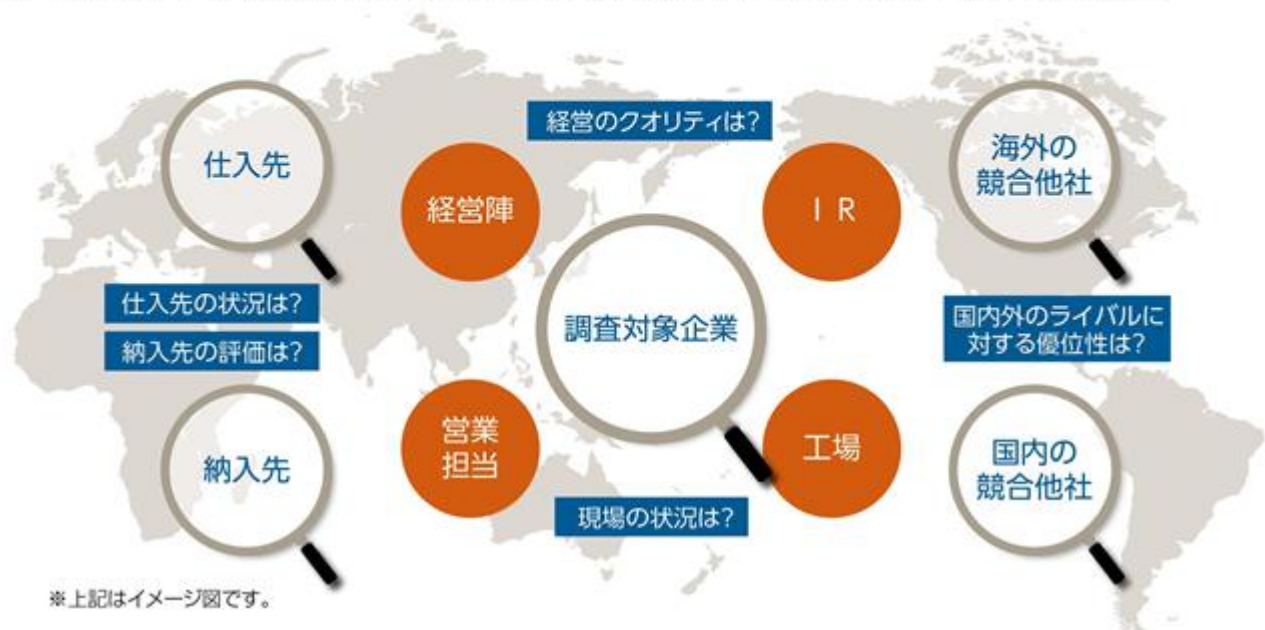 経営のクオリティは?
仕入先
経営陣
I R
海外の
競合他社
仕入先の状況は?
納入先の評価は?
調査対象企業
国内外のライバルに
対する優位性は?
納入先
営業
担当
工場
国内の
競合他社
現場の状況は?
※上記はイメージ図です。